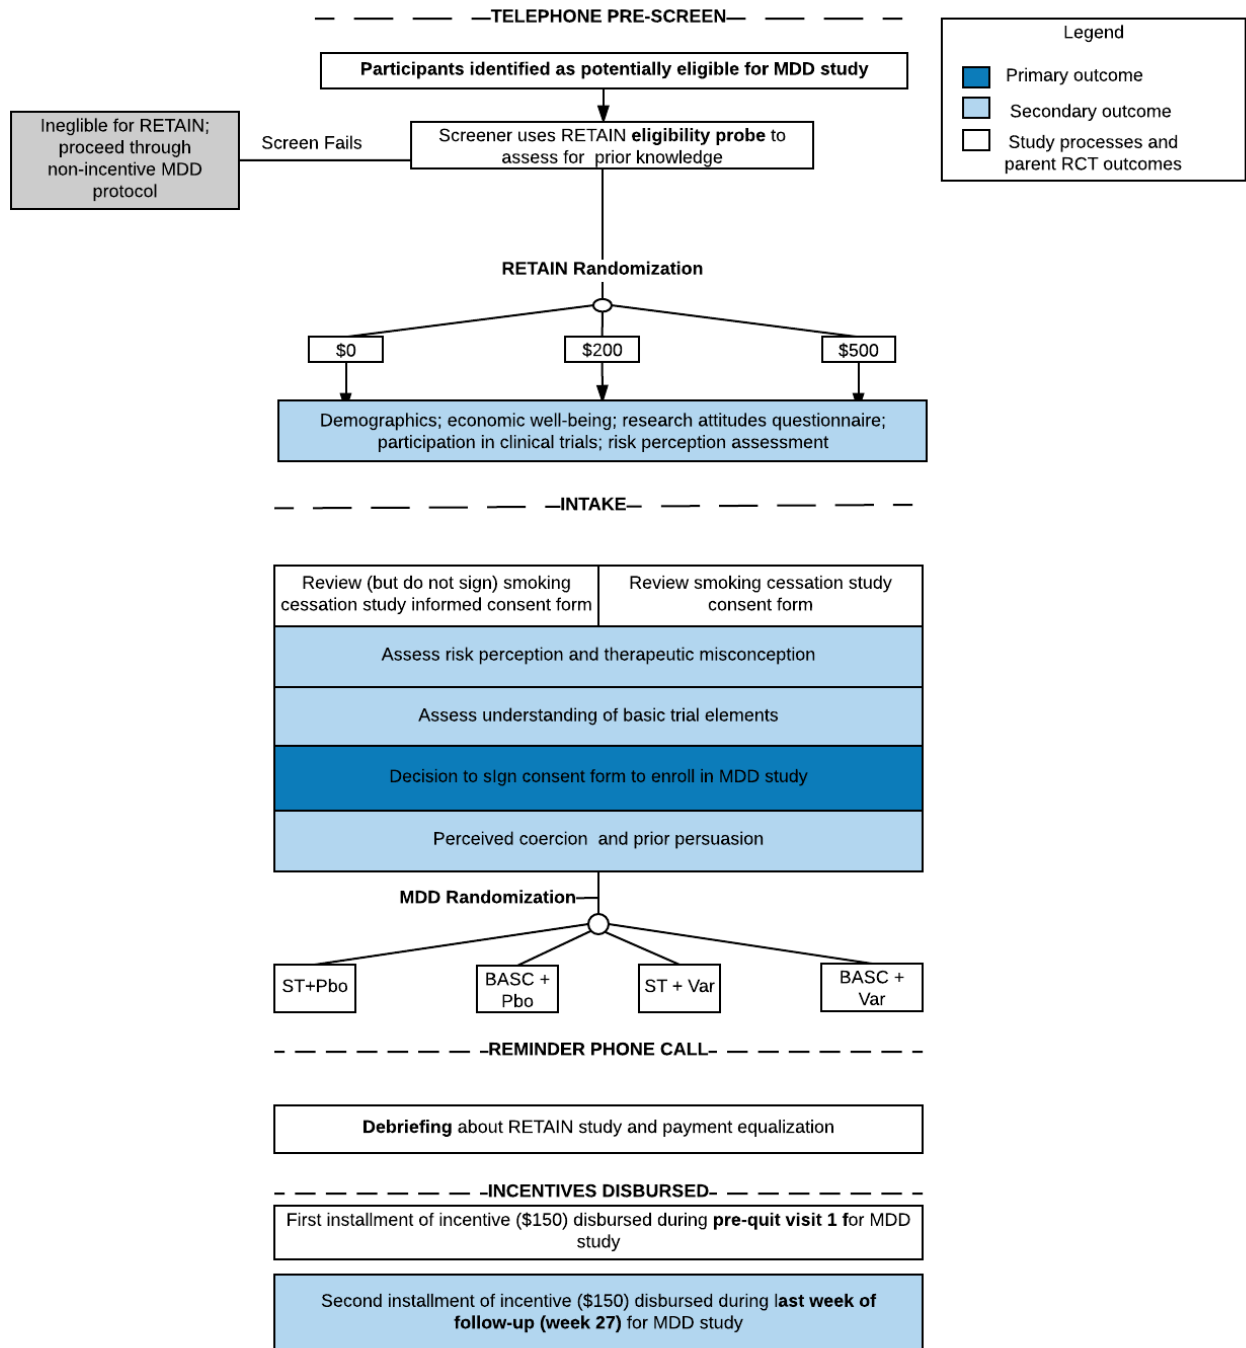 TELEPHONE PRE-SCREEN
Legend
Primary outcome
Secondary outcome
Study processes and
parent RCT outcomes
Participants identified as potentially eligible for MDD study
Ineglible for RETAIN;
proceed through
non-incentive MDD
protocol
Screen Fails
Screener uses RETAIN eligibility probe to
assess for prior knowledge
RETAIN Randomization
$0
$200
$500
Demographics; economic well-being; research attitudes questionnaire;
participation in clinical trials; risk perception assessment
INTAKE
Review (but do not sign) smoking
cessation study informed consent form
Review smoking cessation study
consent form
Assess risk perception and therapeutic misconception
Assess understanding of basic trial elements
Decision to sIgn consent form to enroll in MDD study
Perceived coercion and prior persuasion
MDD Randomization
ST+Pbo
BASC +
Pbo
ST + Var
BASC +
Var
REMINDER PHONE CALL
Debriefing about RETAIN study and payment equalization
INCENTIVES DISBURSED
First installment of incentive ($150) disbursed during pre-quit visit 1 for MDD
study
Second installment of incentive ($150) disbursed during last week of
follow-up (week 27) for MDD study